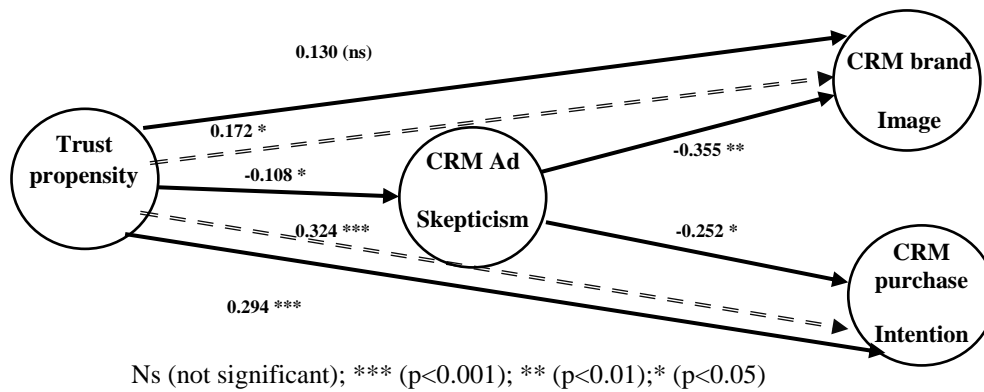 0.130 (ns)
CRM brand
Image
0.172 *
Trust
propensity
-0.108 *
CRM Ad
Skepticism
-0.355 **
0.324 ***
-0.252 *
CRM
purchase
Intention
0.294 ***
Ns (not significant); *** (p<0.001); ** (p<0.01);* (p<0.05)